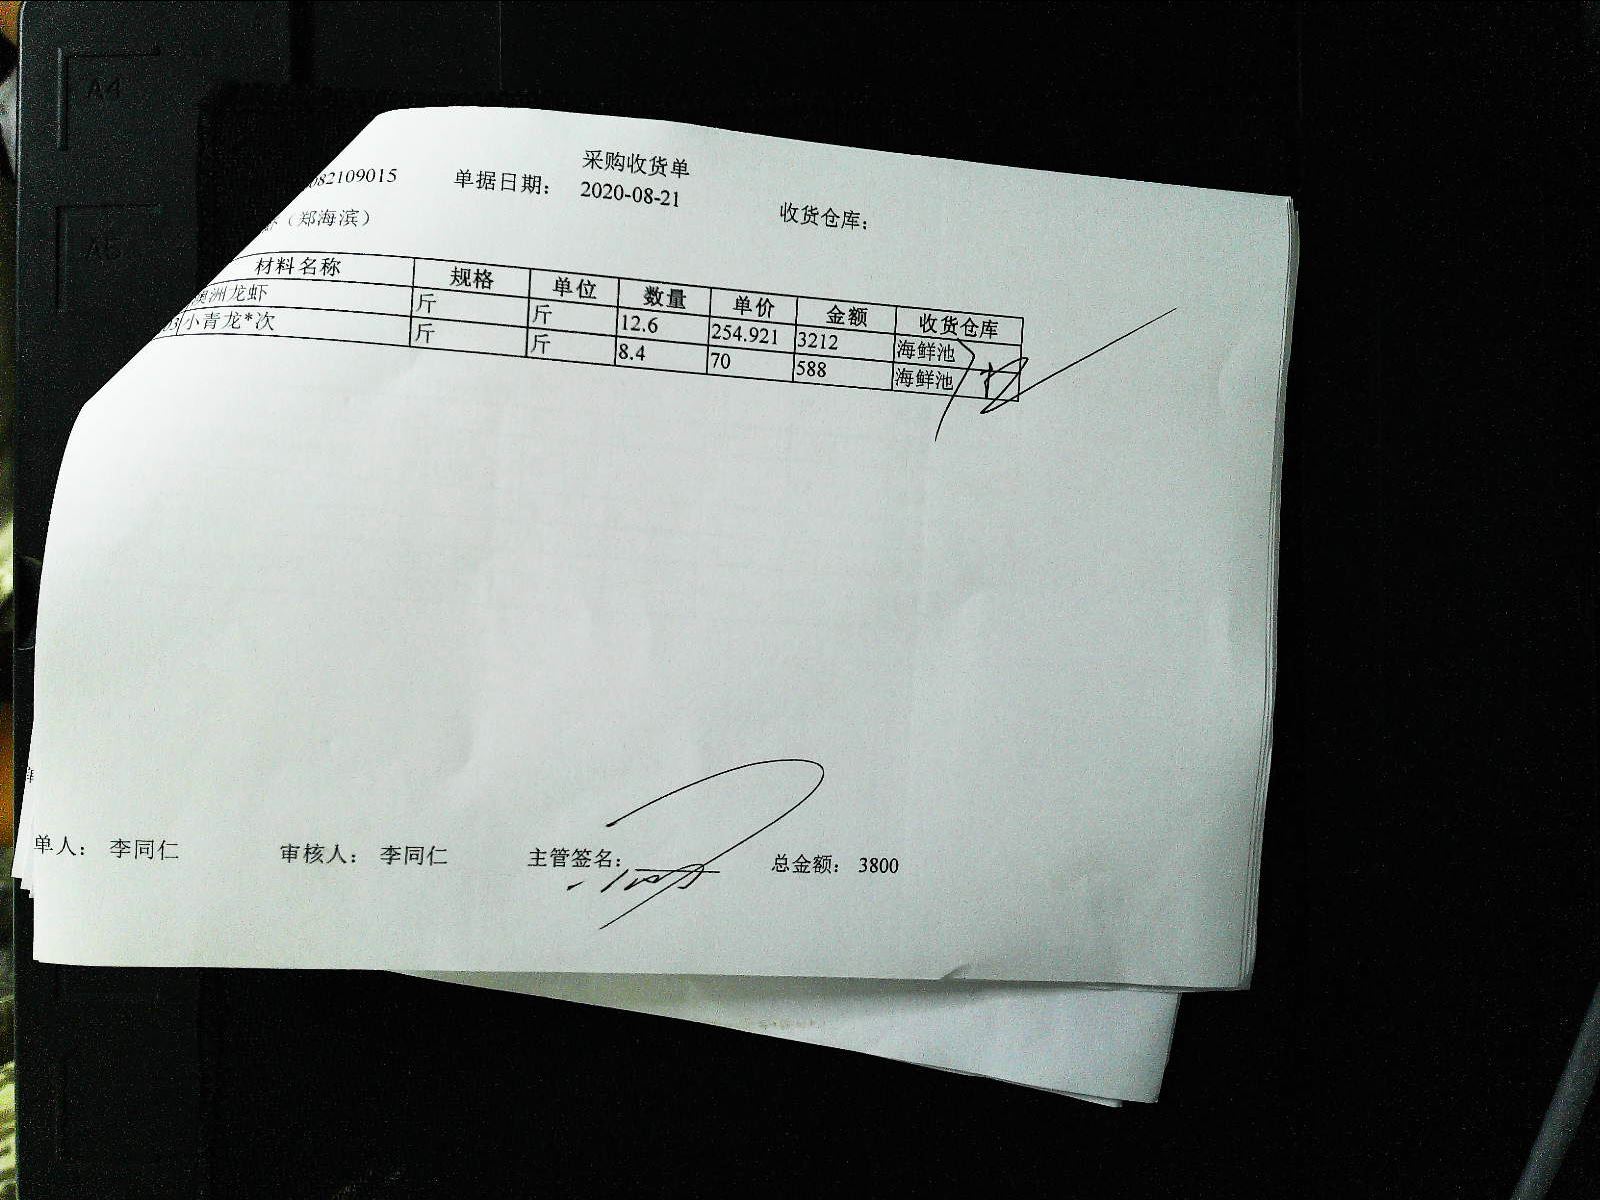 采购收货单
082109015 单据日期： 2020-08-21 收货仓库：
（郑海滨）
材料名称 规格 单位 数量 单价 金额 收货仓库
澳洲龙虾 斤 斤 12.6 254.921 3212 海鲜池
03 小青龙*次 斤 斤 8.4 70 588 海鲜池
单人： 李同仁 审核人： 李同仁 主管签名： 总金额： 3800
A4
A5